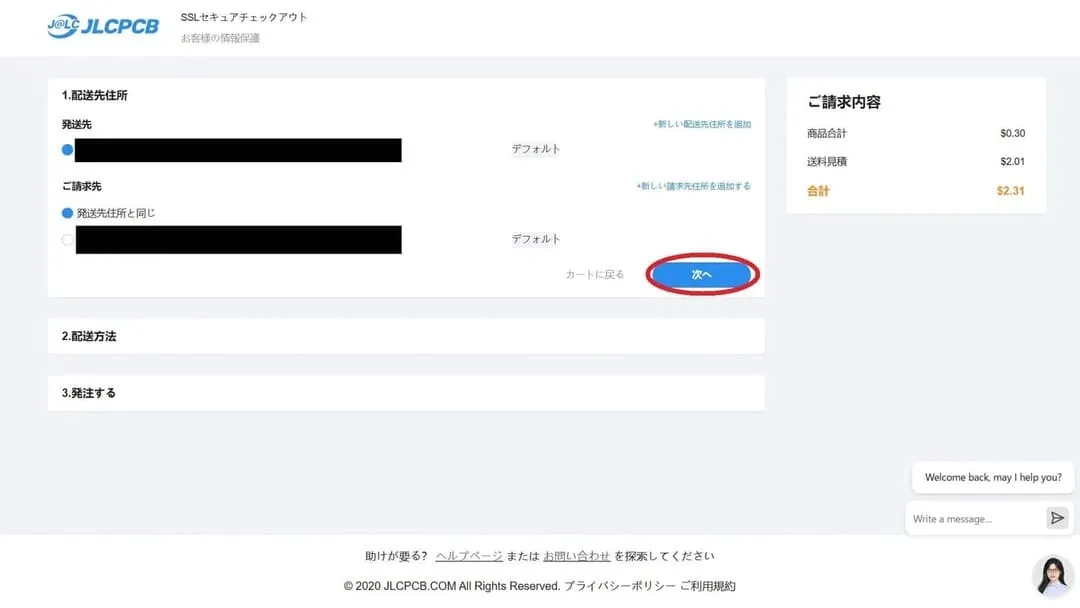 J@LC JLCPCB
SSLセキュアチェックアウト
お客様の情報保護
1.配送先住所
発送先
+新しい配送先住所を追加
デフォルト
ご請求先
+新しい請求先住所を追加する
発送先住所と同じ
デフォルト
カートに戻る
次へ
2.配送方法
3.発注する
ご請求内容
商品合計 $0.30
送料見積 $2.01
合計 $2.31
Welcome back, may I help you?
Write a message...
助けが要る? ヘルプページ または お問い合わせ を探索してください
© 2020 JLCPCB.COM All Rights Reserved. プライバシーポリシー ご利用規約